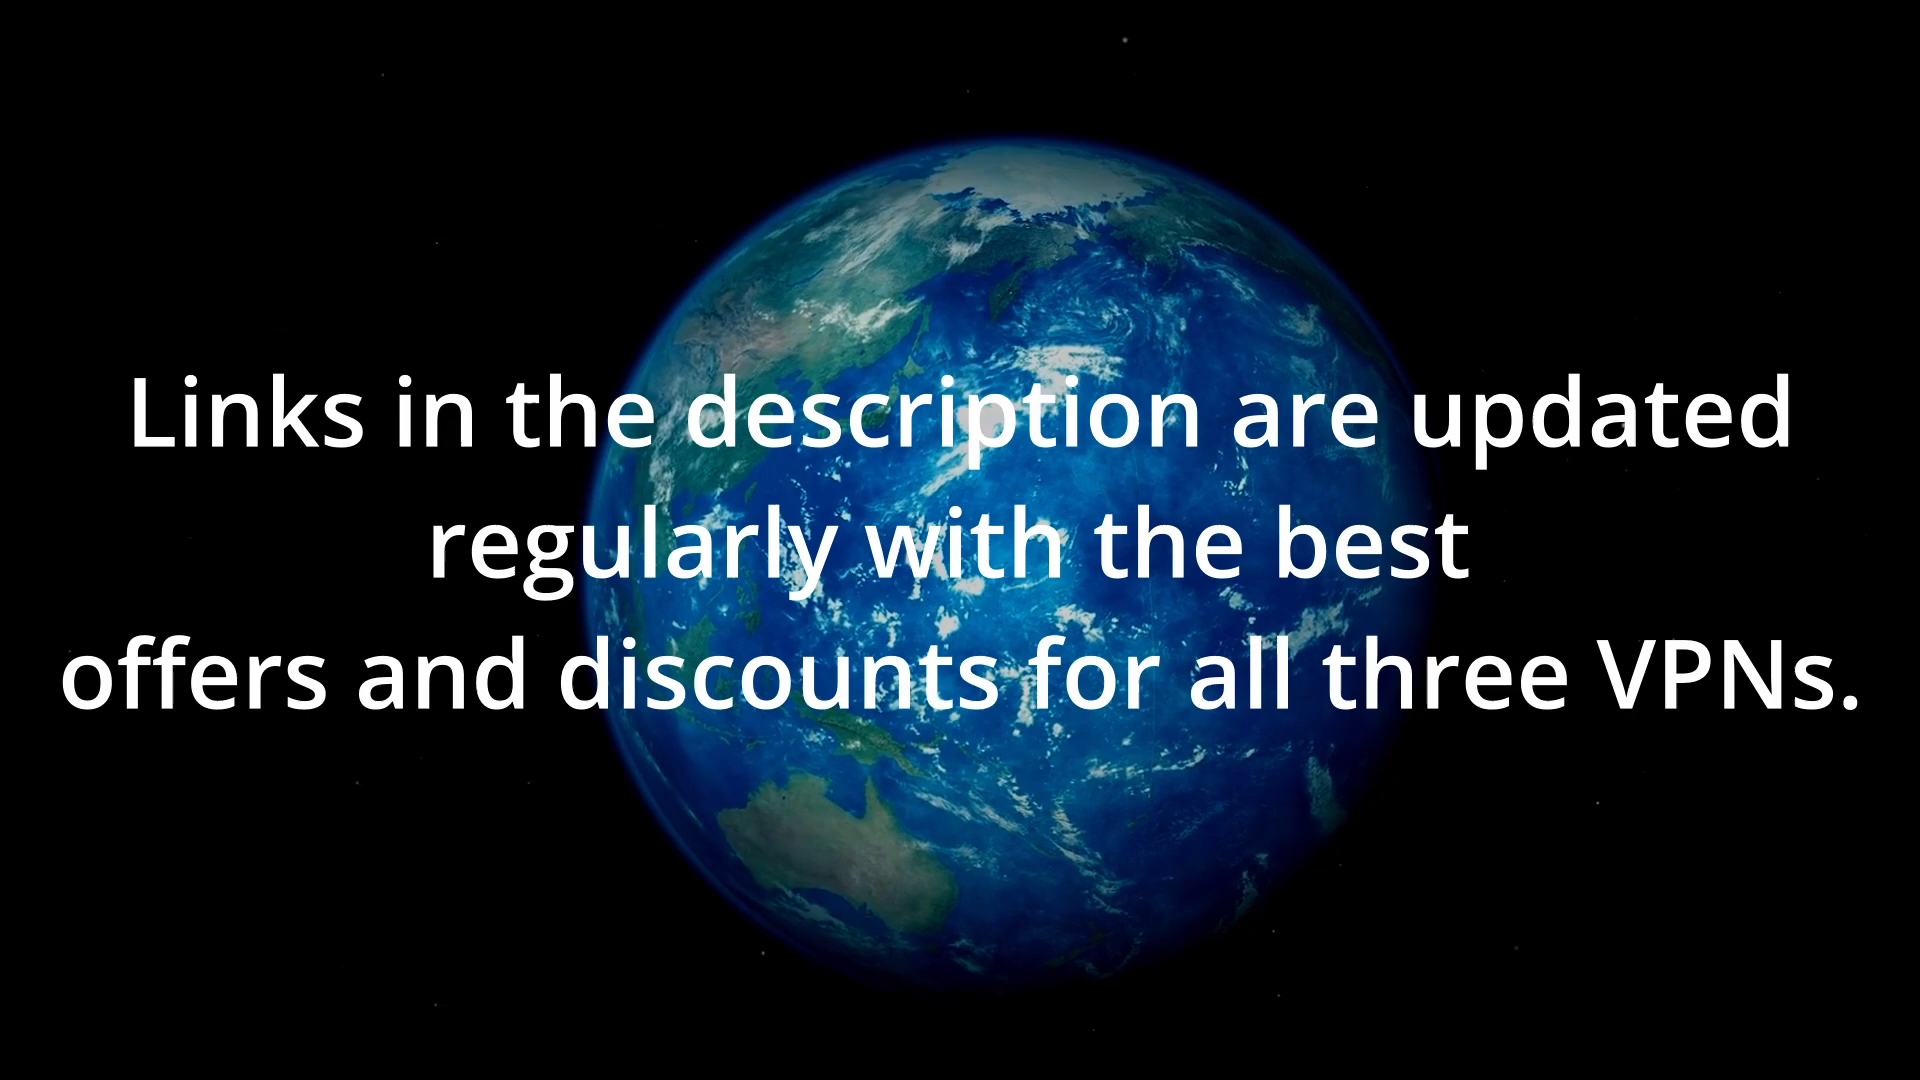 Links in the description are updated
regularly with the best
offers and discounts for all three VPNs.